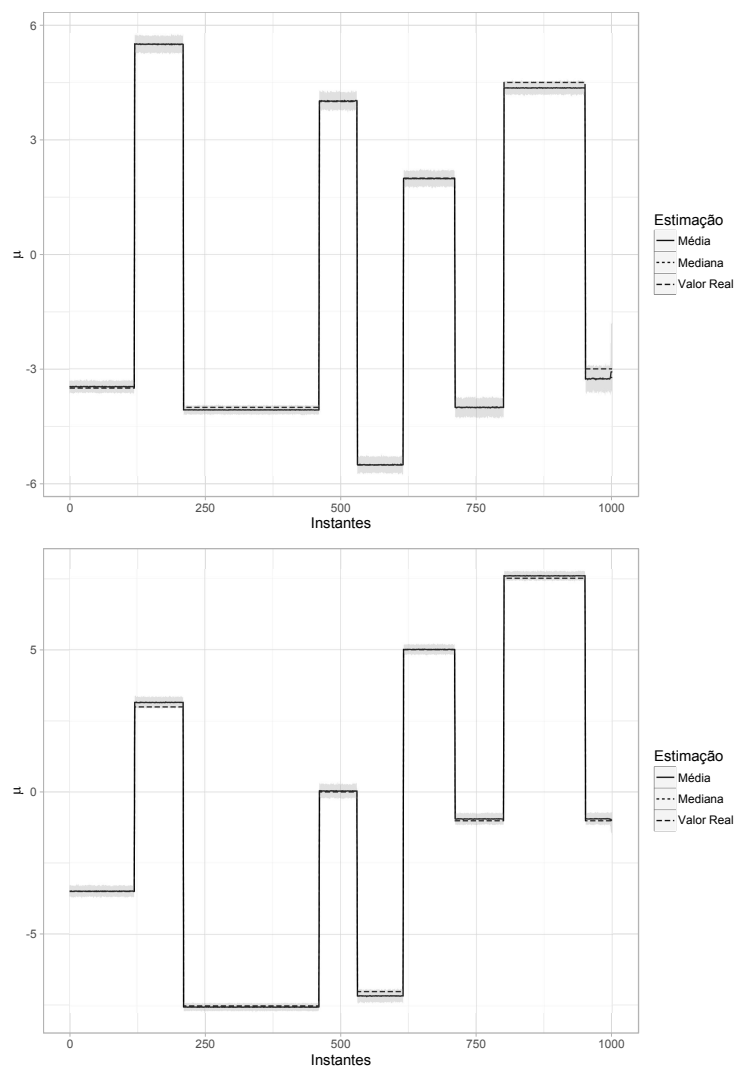 6
3
0
-3
-6
μ
0
250
500
750
1000
Instantes
Estimação
Média
Mediana
Valor Real
5
0
-5
μ
0
250
500
750
1000
Instantes
Estimação
Média
Mediana
Valor Real